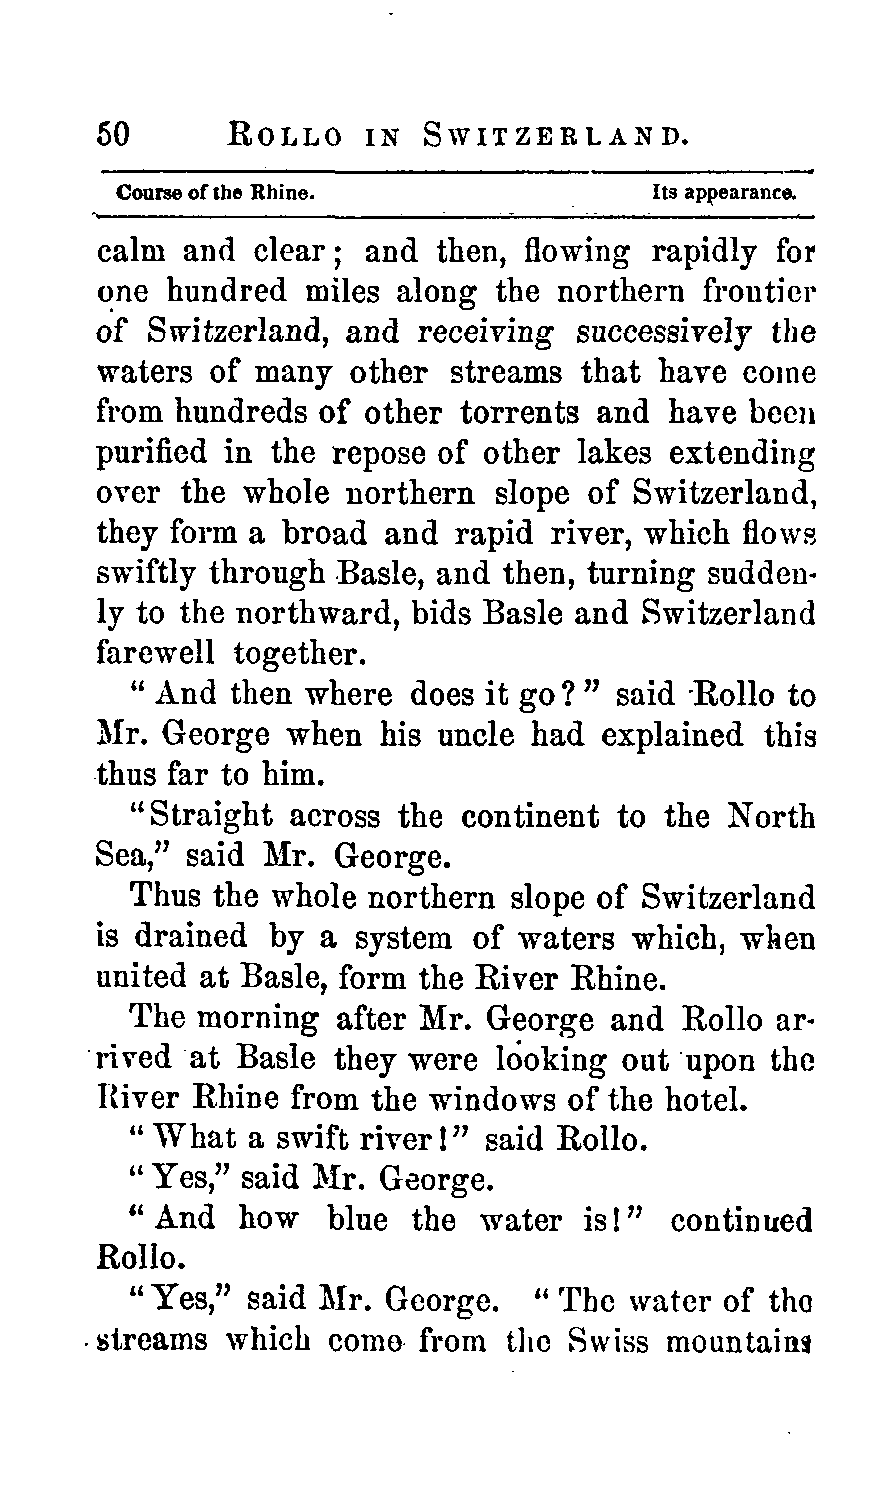 50 ROLLO IN SWITZERLAND.
Course of the Rhine. Its appearance.
calm and clear; and then, flowing rapidly for
one hundred miles along the northern frontier
of Switzerland, and receiving successively the
waters of many other streams that have come
from hundreds of other torrents and have been
purified in the repose of other lakes extending
over the whole northern slope of Switzerland,
they form a broad and rapid river, which flows
swiftly through Basle, and then, turning sudden-
ly to the northward, bids Basle and Switzerland
farewell together.
“And then where does it go?” said Rollo to
Mr. George when his uncle had explained this
thus far to him.
“Straight across the continent to the North
Sea,” said Mr. George.
Thus the whole northern slope of Switzerland
is drained by a system of waters which, when
united at Basle, form the River Rhine.
The morning after Mr. George and Rollo ar-
rived at Basle they were looking out upon the
River Rhine from the windows of the hotel.
“What a swift river!” said Rollo.
“Yes,” said Mr. George.
“And how blue the water is!” continued
Rollo.
“Yes,” said Mr. George. “The water of the
streams which come from the Swiss mountains